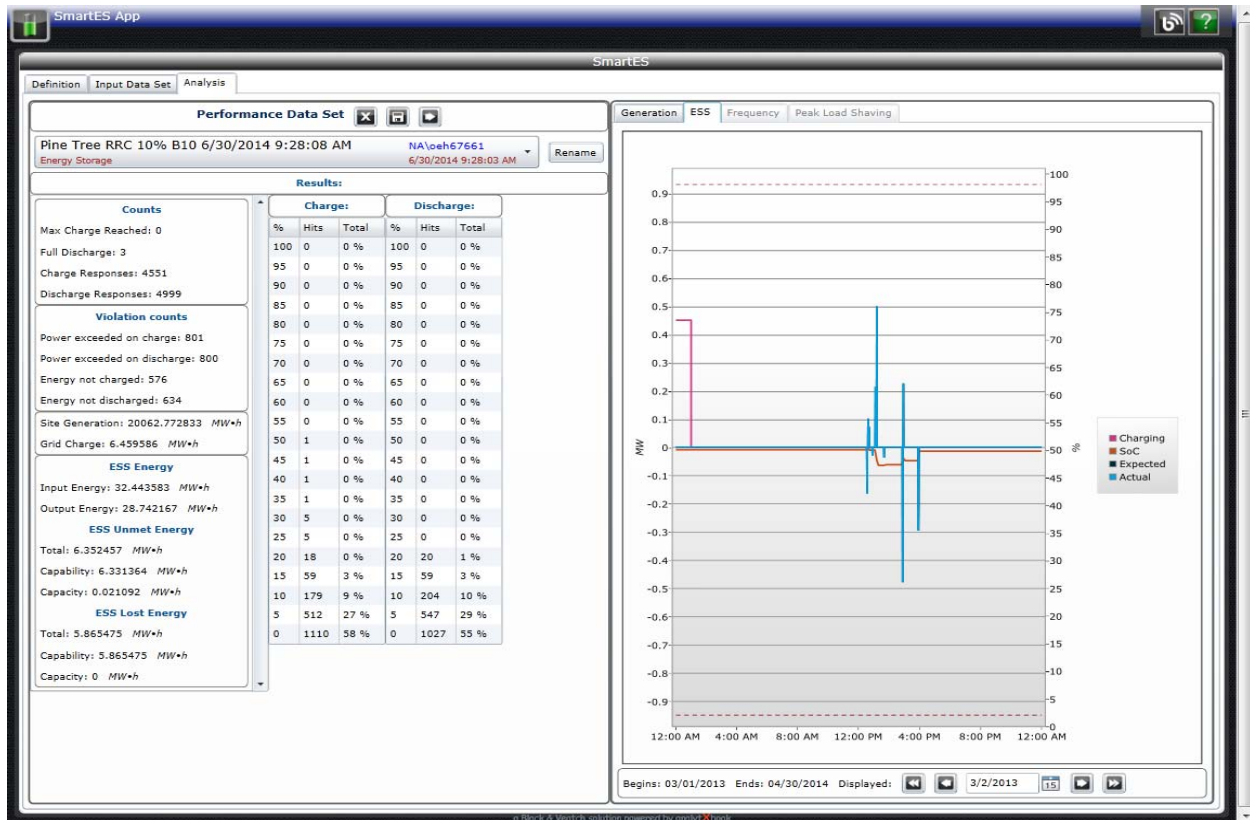 SmartES App
SmartES
Definition Input Data Set Analysis
Performance Data Set
Pine Tree RRC 10% B10 6/30/2014 9:28:08 AM NA\oeh67661
Energy Storage 6/30/2014 9:28:03 AM
Rename
Results:
Counts
Max Charge Reached: 0
Full Discharge: 3
Charge Responses: 4551
Discharge Responses: 4999
Violation counts
Power exceeded on charge: 801
Power exceeded on discharge: 800
Energy not charged: 576
Energy not discharged: 634
Site Generation: 20062.772833 MW•h
Grid Charge: 6.459586 MW•h
ESS Energy
Input Energy: 32.443583 MW•h
Output Energy: 28.742167 MW•h
ESS Unmet Energy
Total: 6.352457 MW•h
Capability: 6.331364 MW•h
Capacity: 0.021092 MW•h
ESS Lost Energy
Total: 5.865475 MW•h
Capability: 5.865475 MW•h
Capacity: 0 MW•h
Charge: Discharge:
% Hits Total % Hits Total
100 0 0 % 100 0 0 %
95 0 0 % 95 0 0 %
90 0 0 % 90 0 0 %
85 0 0 % 85 0 0 %
80 0 0 % 80 0 0 %
75 0 0 % 75 0 0 %
70 0 0 % 70 0 0 %
65 0 0 % 65 0 0 %
60 0 0 % 60 0 0 %
55 0 0 % 55 0 0 %
50 1 0 % 50 0 0 %
45 1 0 % 45 0 0 %
40 1 0 % 40 0 0 %
35 1 0 % 35 0 0 %
30 5 0 % 30 0 0 %
25 5 0 % 25 0 0 %
20 18 0 % 20 20 1 %
15 59 3 % 15 59 3 %
10 179 9 % 10 204 10 %
5 512 27 % 5 547 29 %
0 1110 58 % 0 1027 55 %
Generation ESS Frequency Peak Load Shaving
0.9
0.8
0.7
0.6
0.5
0.4
0.3
0.2
0.1
0
-0.1
-0.2
-0.3
-0.4
-0.5
-0.6
-0.7
-0.8
-0.9
MW
100
95
90
85
80
75
70
65
60
55
50
45
40
35
30
25
20
15
10
5
0
%
12:00 AM 4:00 AM 8:00 AM 12:00 PM 4:00 PM 8:00 PM 12:00 AM
Charging
SoC
Expected
Actual
Begins: 03/01/2013 Ends: 04/30/2014 Displayed: 3/2/2013 15
a Black & Veatch solution powered by analytXbook